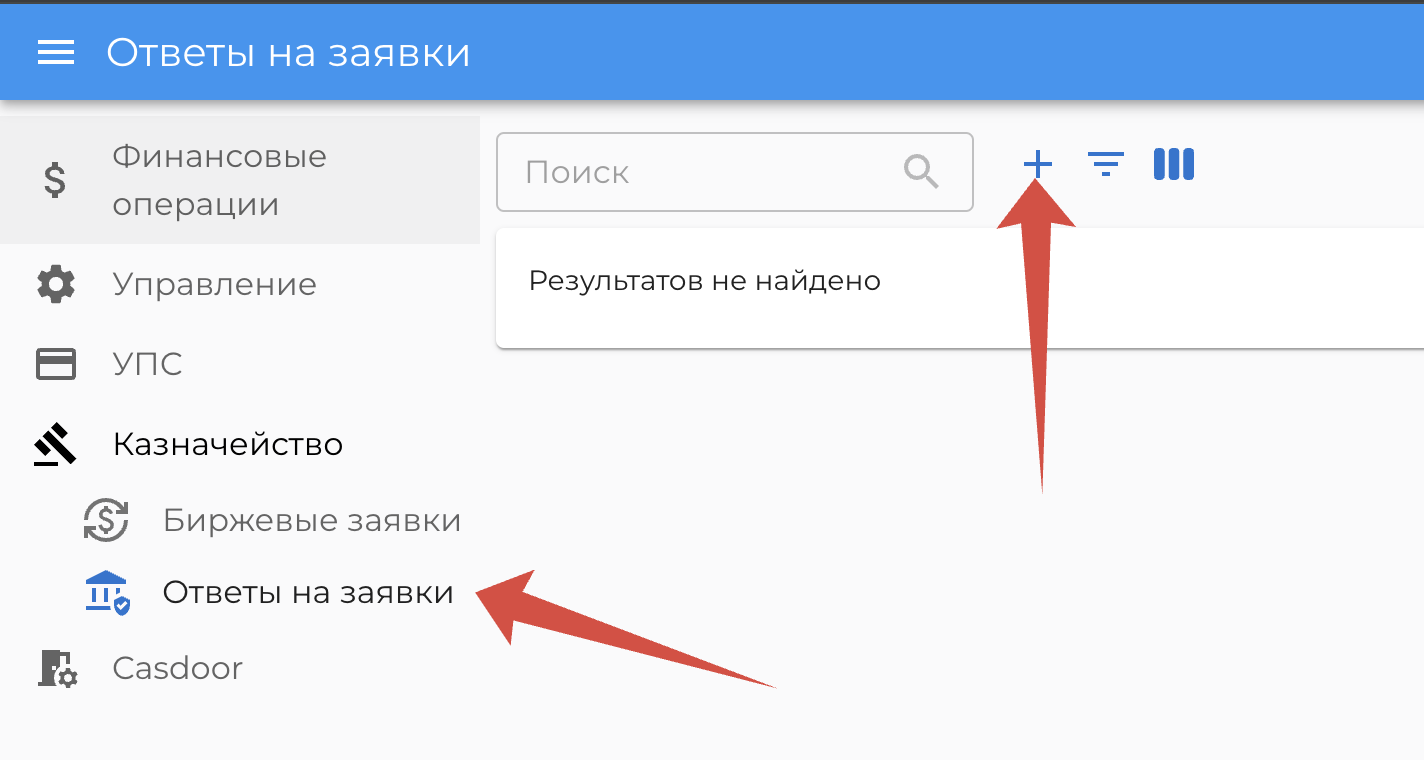 Ответы на заявки
Финансовые
операции
Управление
УПС
Казначейство
Биржевые заявки
Ответы на заявки
Casdoor
Поиск
Результатов не найдено